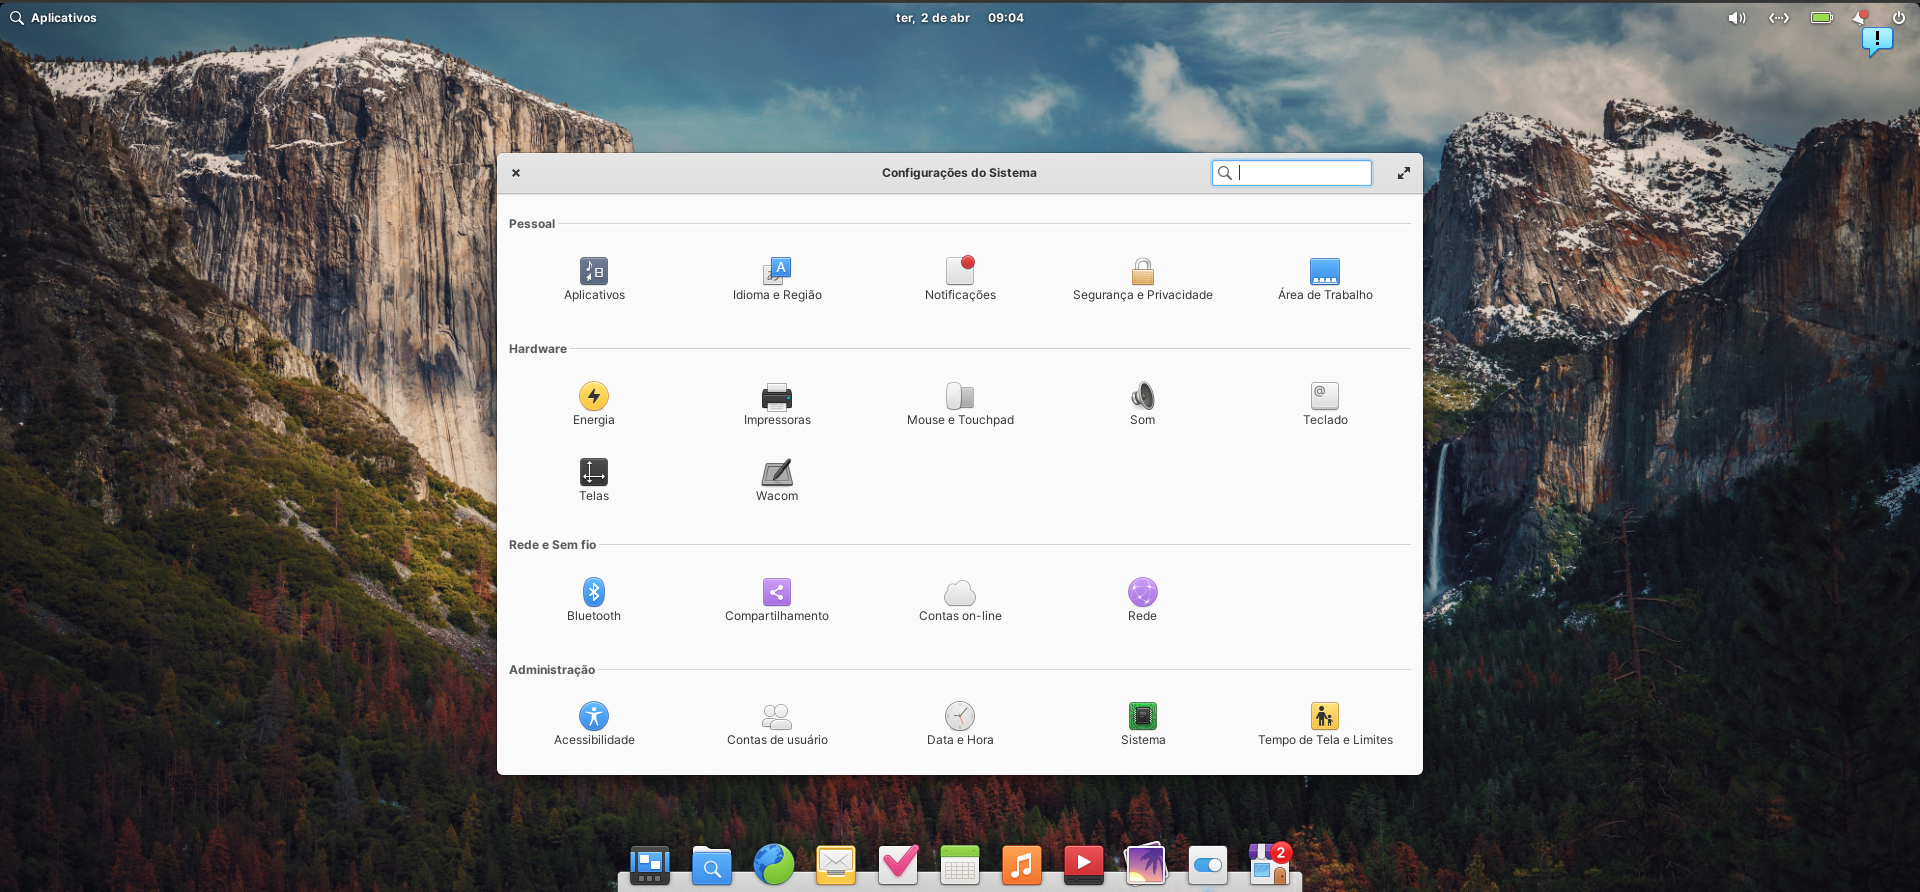 Aplicativos
ter, 2 de abr 09:04
Configurações do Sistema
Pessoal
Aplicativos
Idioma e Região
Notificações
Segurança e Privacidade
Área de Trabalho
Hardware
Energia
Impressoras
Mouse e Touchpad
Som
Teclado
Telas
Wacom
Rede e Sem fio
Bluetooth
Compartilhamento
Contas on-line
Rede
Administração
Acessibilidade
Contas de usuário
Data e Hora
Sistema
Tempo de Tela e Limites
2